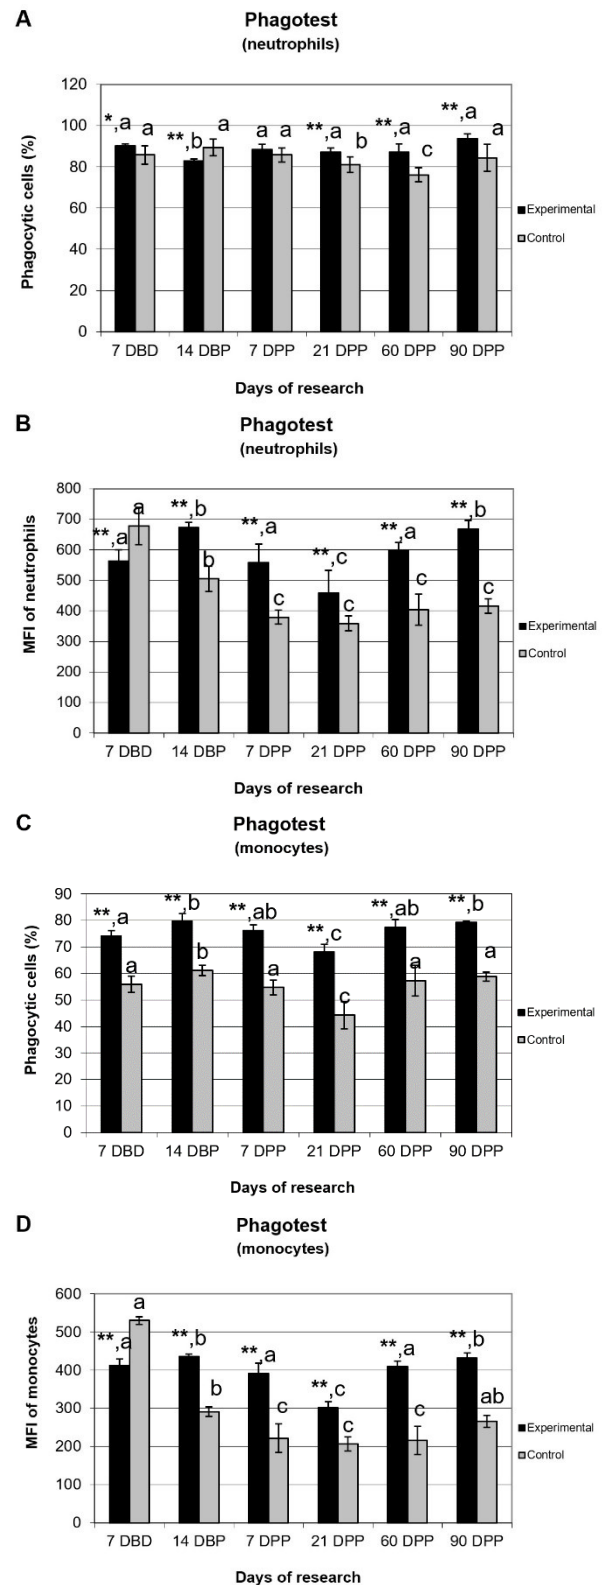 A
Phagotest
(neutrophils)
Phagocytic cells (%)
120
100
80
60
40
20
0
*,a
a
**,b
a
a
a
**,a
b
**,a
c
**,a
a
Experimental
Control
7 DBD
14 DBP
7 DPP
21 DPP
60 DPP
90 DPP
Days of research
B
Phagotest
(neutrophils)
MFI of neutrophils
800
700
600
500
400
300
200
100
0
**,a
a
**,b
b
**,a
c
**,c
c
**,a
c
**,b
c
Experimental
Control
7 DBD
14 DBP
7 DPP
21 DPP
60 DPP
90 DPP
Days of research
C
Phagotest
(monocytes)
Phagocytic cells (%)
90
80
70
60
50
40
30
20
10
0
**,a
a
**,b
b
**,ab
a
**,c
c
**,ab
a
**,b
a
Experimental
Control
7 DBD
14 DBP
7 DPP
21 DPP
60 DPP
90 DPP
Days of research
D
Phagotest
(monocytes)
MFI of monocytes
600
500
400
300
200
100
0
**,a
a
**,b
b
**,a
c
**,c
c
**,a
c
**,b
ab
Experimental
Control
7 DBD
14 DBP
7 DPP
21 DPP
60 DPP
90 DPP
Days of research